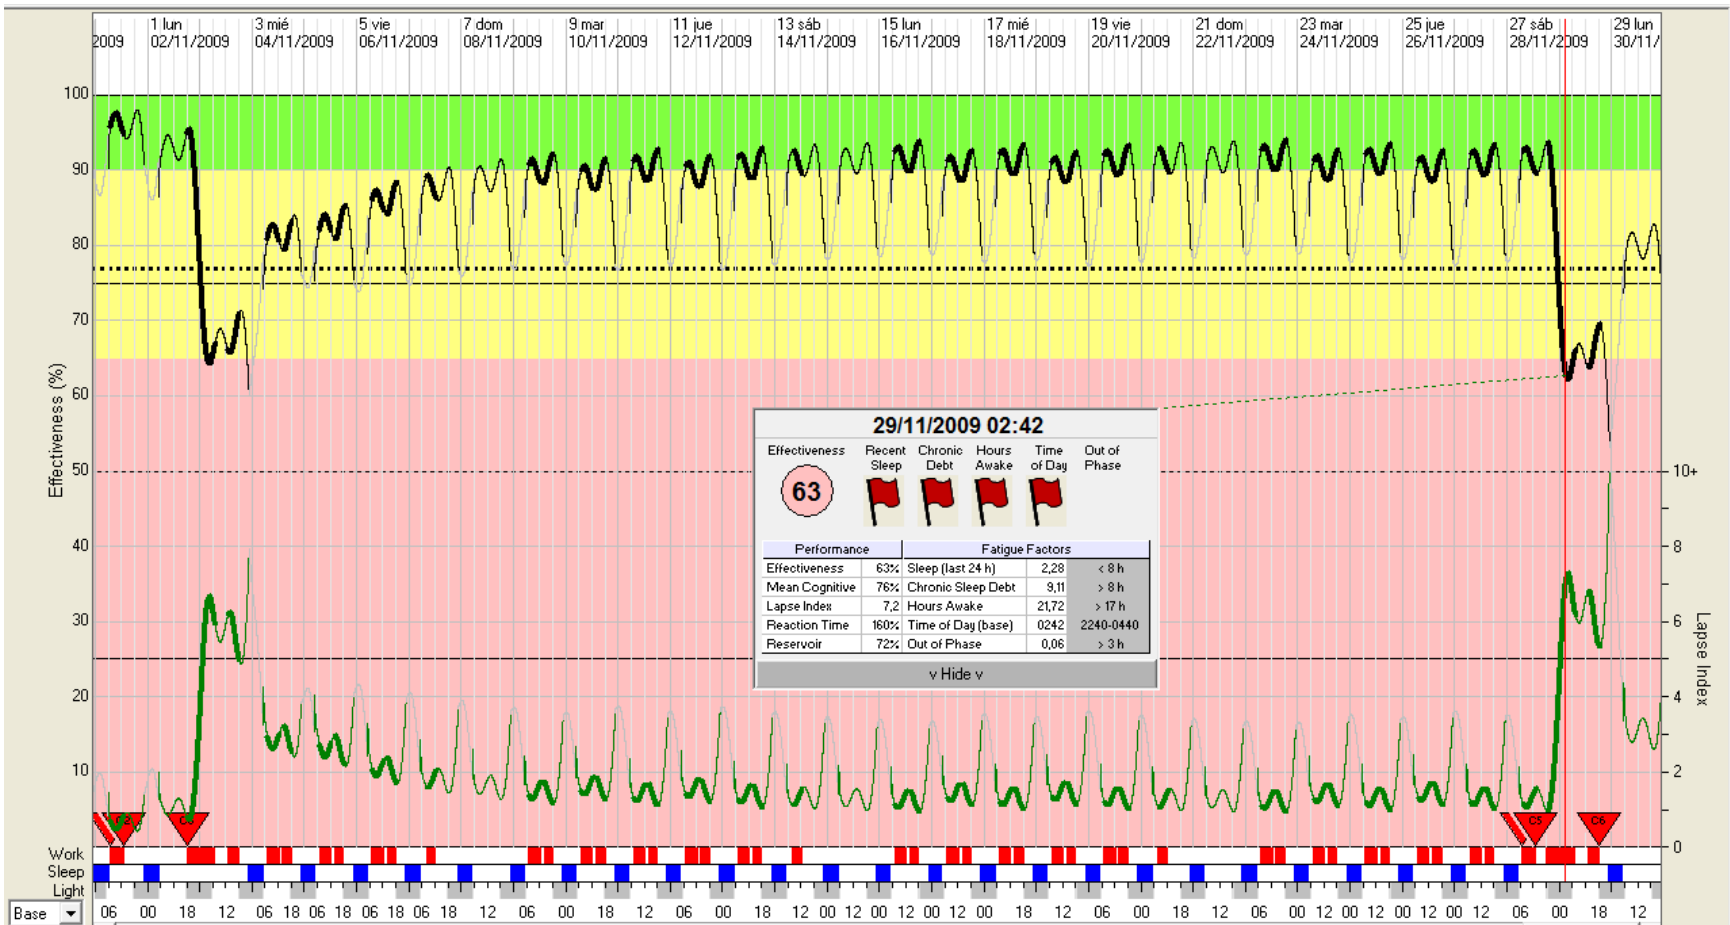 1 lun 3 mié 5 vie 7 dom 9 mar 11 jue 13 sáb 15 lun 17 mié 19 vie 21 dom 23 mar 25 jue 27 sáb 29 lun
2009 02/11/2009 04/11/2009 06/11/2009 08/11/2009 10/11/2009 12/11/2009 14/11/2009 16/11/2009 18/11/2009 20/11/2009 22/11/2009 24/11/2009 26/11/2009 28/11/2009 30/11/
100
90
80
70
60
50
40
30
20
10
Effectiveness (%)
10+
8
6
4
2
0
Lapse Index
29/11/2009 02:42
Effectiveness Recent Sleep Chronic Debt Hours Awake Time of Day Out of Phase
63
Performance Fatigue Factors
Effectiveness 63% Sleep (last 24 h) 2,28 < 8 h
Mean Cognitive 76% Chronic Sleep Debt 9,11 > 8 h
Lapse Index 7,2 Hours Awake 21,72 > 17 h
Reaction Time 160% Time of Day (base) 0242 2240-0440
Reservoir 72% Out of Phase 0,06 > 3 h
v Hide v
C5 C6
Work
Sleep
Light
Base 06 00 18 12 06 18 06 18 06 18 06 18 12 06 00 18 12 06 00 18 12 06 00 12 00 12 00 12 00 18 12 06 00 18 12 06 00 12 00 12 00 12 06 00 18 12